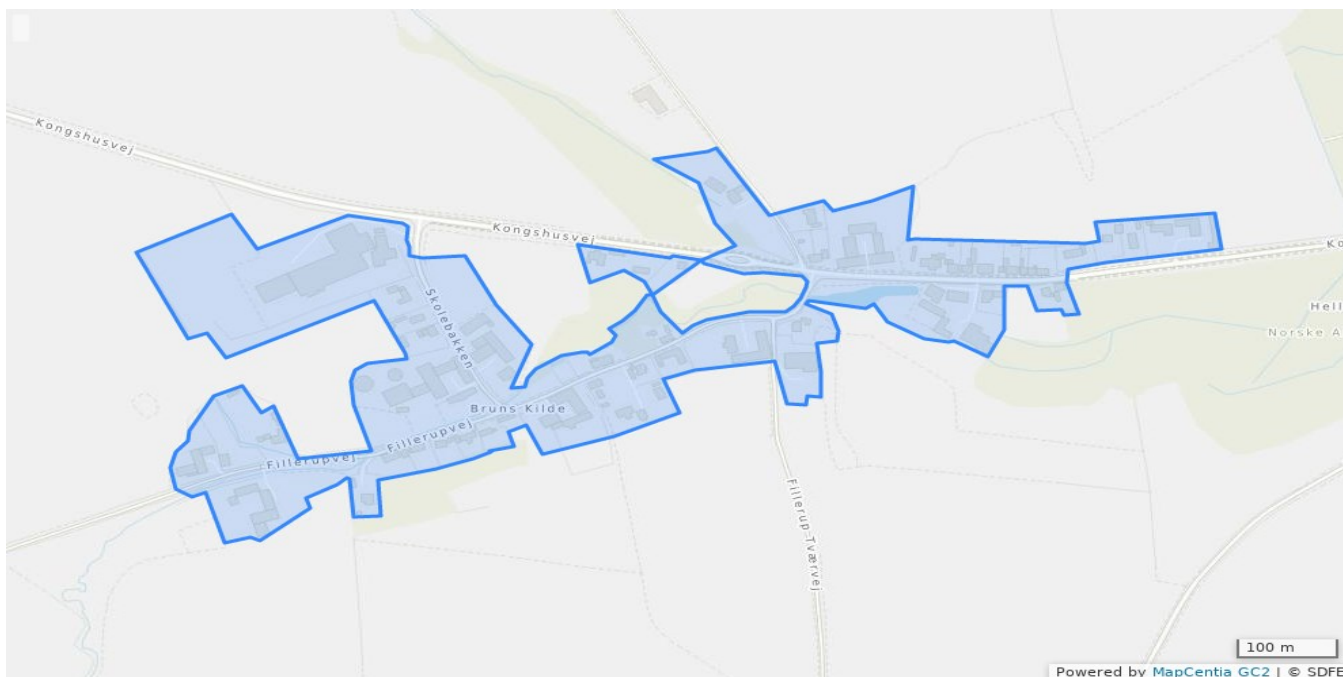 Kongshusvej
Kongshusvej
Ko
Skolebakken
Hell
Norske A
Bruns Kilde
Fillerupvej
Fillerupvej
Fillerup Tværvej
100 m
Powered by MapCentia GC2 | © SDFE